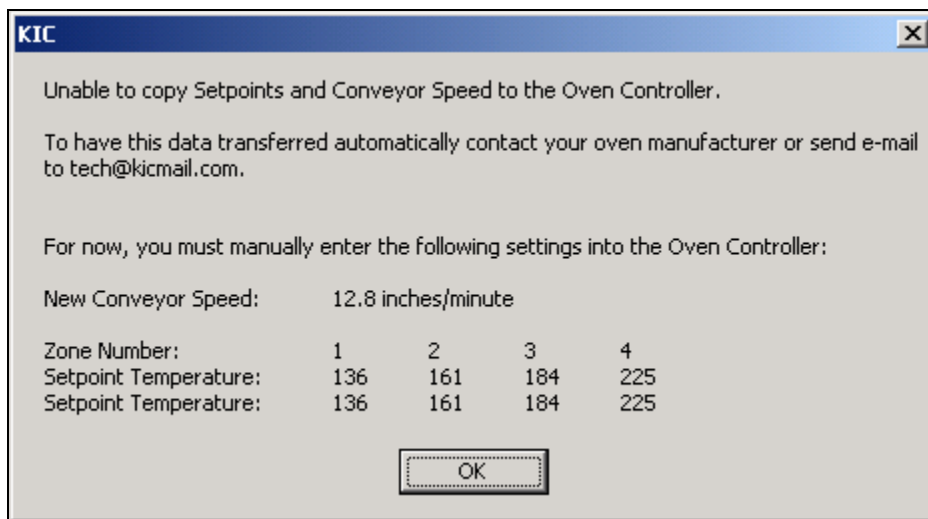 KIC
Unable to copy Setpoints and Conveyor Speed to the Oven Controller.
To have this data transferred automatically contact your oven manufacturer or send e-mail
to tech@kicmail.com.
For now, you must manually enter the following settings into the Oven Controller:
New Conveyor Speed: 12.8 inches/minute
Zone Number: 1 2 3 4
Setpoint Temperature: 136 161 184 225
Setpoint Temperature: 136 161 184 225
OK